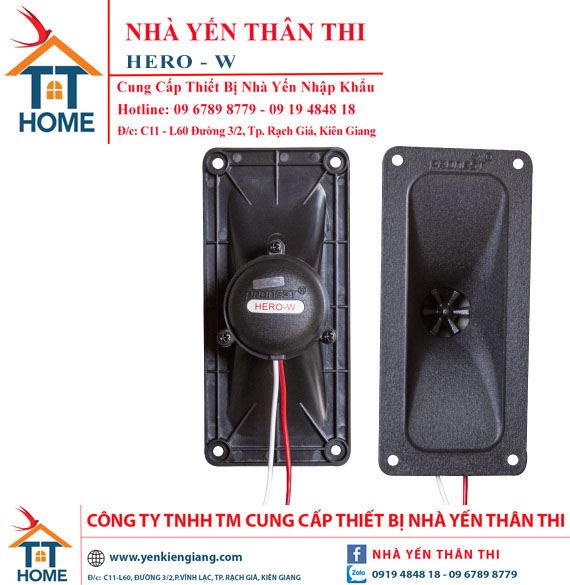 NHÀ YẾN THÂN THI
HERO - W
TT
HOME
Cung Cấp Thiết Bị Nhà Yến Nhập Khẩu
Hotline: 09 6789 8779 - 09 19 4848 18
Đ/c: C11 - L60 Đường 3/2, Tp. Rạch Giá, Kiên Giang
HERO-W
TT
HOME
CÔNG TY TNHH TM CUNG CẤP THIẾT BỊ NHÀ YẾN THÂN THI
www.yenkiengiang.com
f NHÀ YẾN THÂN THI
Đ/c: C11-L60, ĐƯỜNG 3/2,P.VĨNH LẠC, TP. RẠCH GIÁ, KIÊN GIANG
Zalo 0919 4848 18 - 09 6789 8779